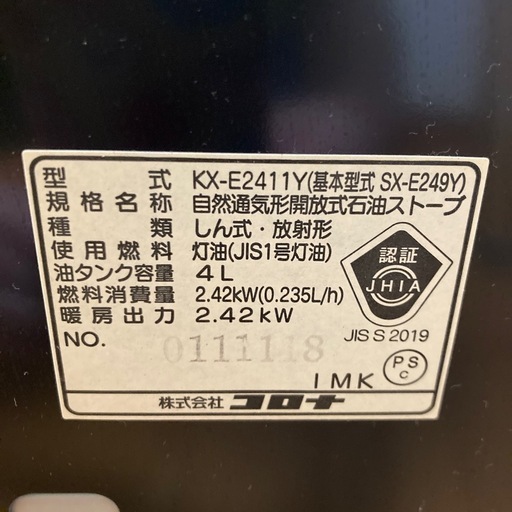 型式 KX-E2411Y(基本型式 SX-E249Y)
規格名称 自然通気形開放式石油ストーブ
種類 しん式・放射形
使用燃料 灯油(JIS1号灯油)
油タンク容量 4L
燃料消費量 2.42kW(0.235L/h)
暖房出力 2.42kW
NO. 0111118
認証
JHIA
JIS S 2019
PS
C
1MK
株式会社 コロナ